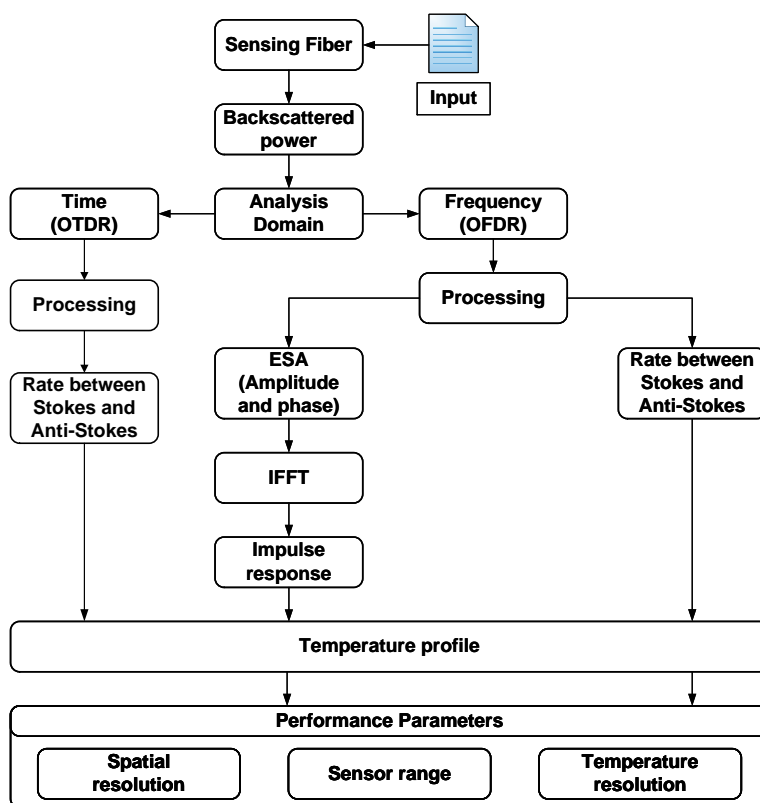 Sensing Fiber
Input
Backscattered
power
Time
(OTDR)
Analysis
Domain
Frequency
(OFDR)
Processing
Processing
Rate between
Stokes and
Anti-Stokes
ESA
(Amplitude
and phase)
Rate between
Stokes and
Anti-Stokes
IFFT
Impulse
response
Temperature profile
Performance Parameters
Spatial
resolution
Sensor range
Temperature
resolution